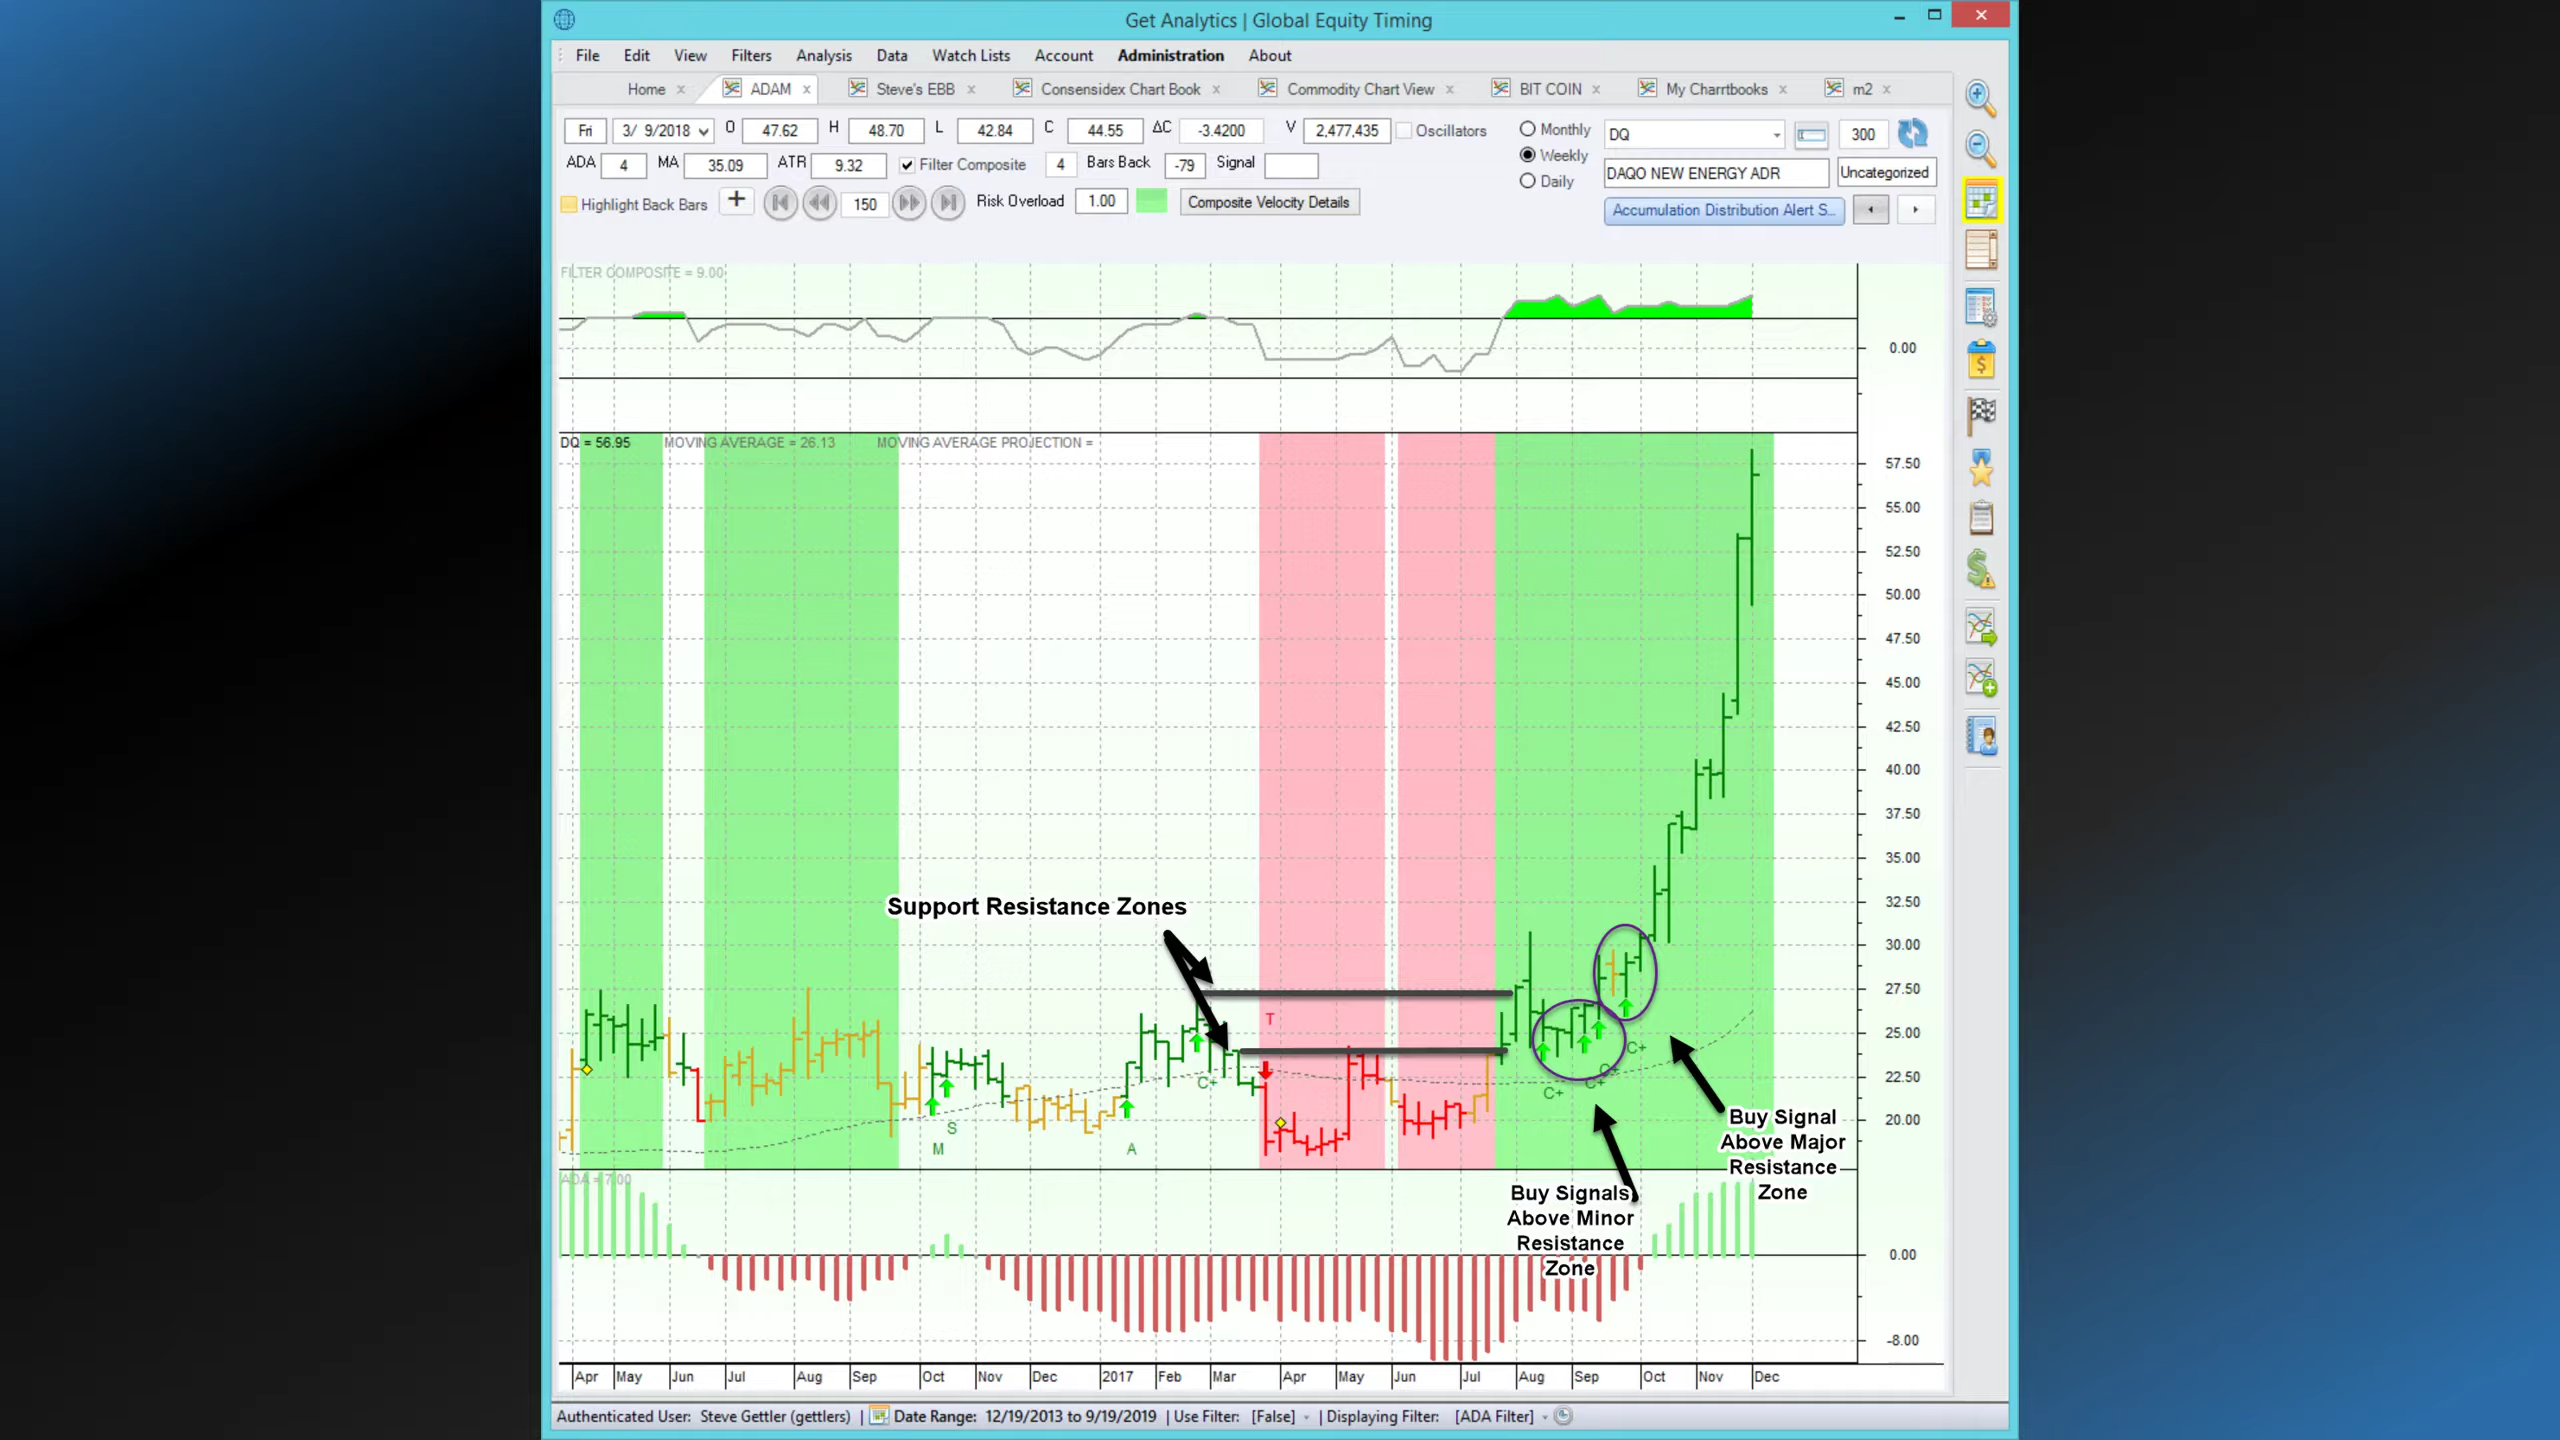 Get Analytics | Global Equity Timing
File Edit View Filters Analysis Data Watch Lists Account Administration About
Home ADAM Steve's EBB Consensidex Chart Book Commodity Chart View BIT COIN My Charrtbooks m2
Fri 3/ 9/2018 O 47.62 H 48.70 L 42.84 C 44.55 ΔC -3.4200 V 2,477,435 Oscillators Monthly DQ 300
ADA 4 MA 35.09 ATR 9.32 Filter Composite 4 Bars Back -79 Signal Weekly DAQO NEW ENERGY ADR Uncategorized
Highlight Back Bars 150 Risk Overload 1.00 Composite Velocity Details Daily Accumulation Distribution Alert S...
FILTER COMPOSITE = 9.00
0.00
DQ = 56.95 MOVING AVERAGE = 26.13 MOVING AVERAGE PROJECTION =
57.50
55.00
52.50
50.00
47.50
45.00
42.50
40.00
37.50
35.00
32.50
30.00
27.50
25.00
22.50
20.00
Support Resistance Zones
T
C+
C+
C+
C+
C+
S
M
A
Buy Signal
Above Major
Resistance
Zone
Buy Signals
Above Minor
Resistance
Zone
ADA = 7.00
0.00
-8.00
Apr May Jun Jul Aug Sep Oct Nov Dec 2017 Feb Mar Apr May Jun Jul Aug Sep Oct Nov Dec
Authenticated User: Steve Gettler (gettlers) | Date Range: 12/19/2013 to 9/19/2019 | Use Filter: [False] | Displaying Filter: [ADA Filter]